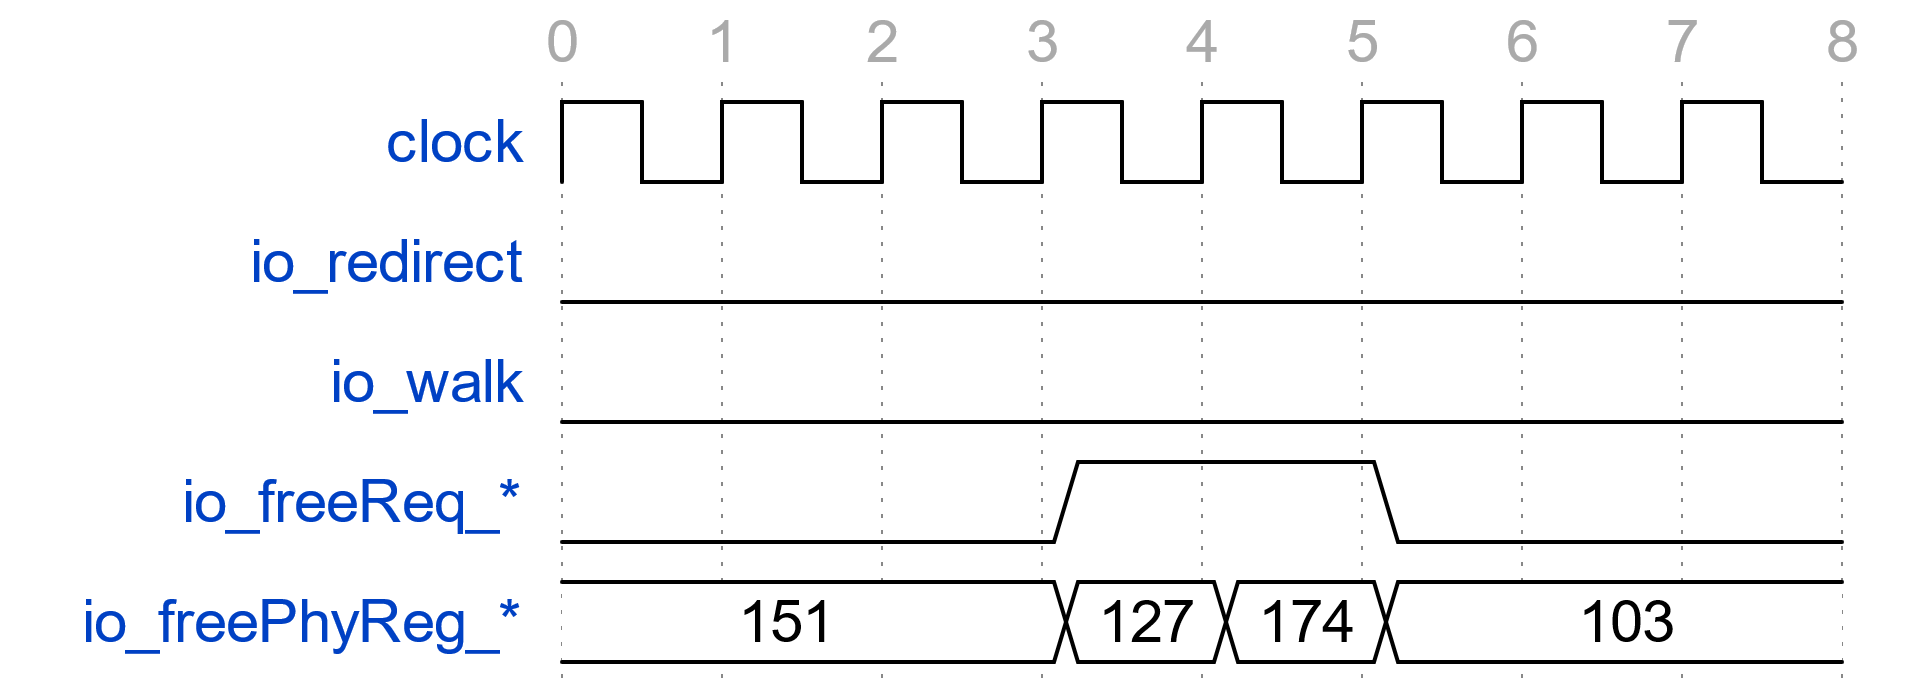 0 1 2 3 4 5 6 7 8
clock
io_redirect
io_walk
io_freeReq_*
io_freePhyReg_* 151 127 174 103